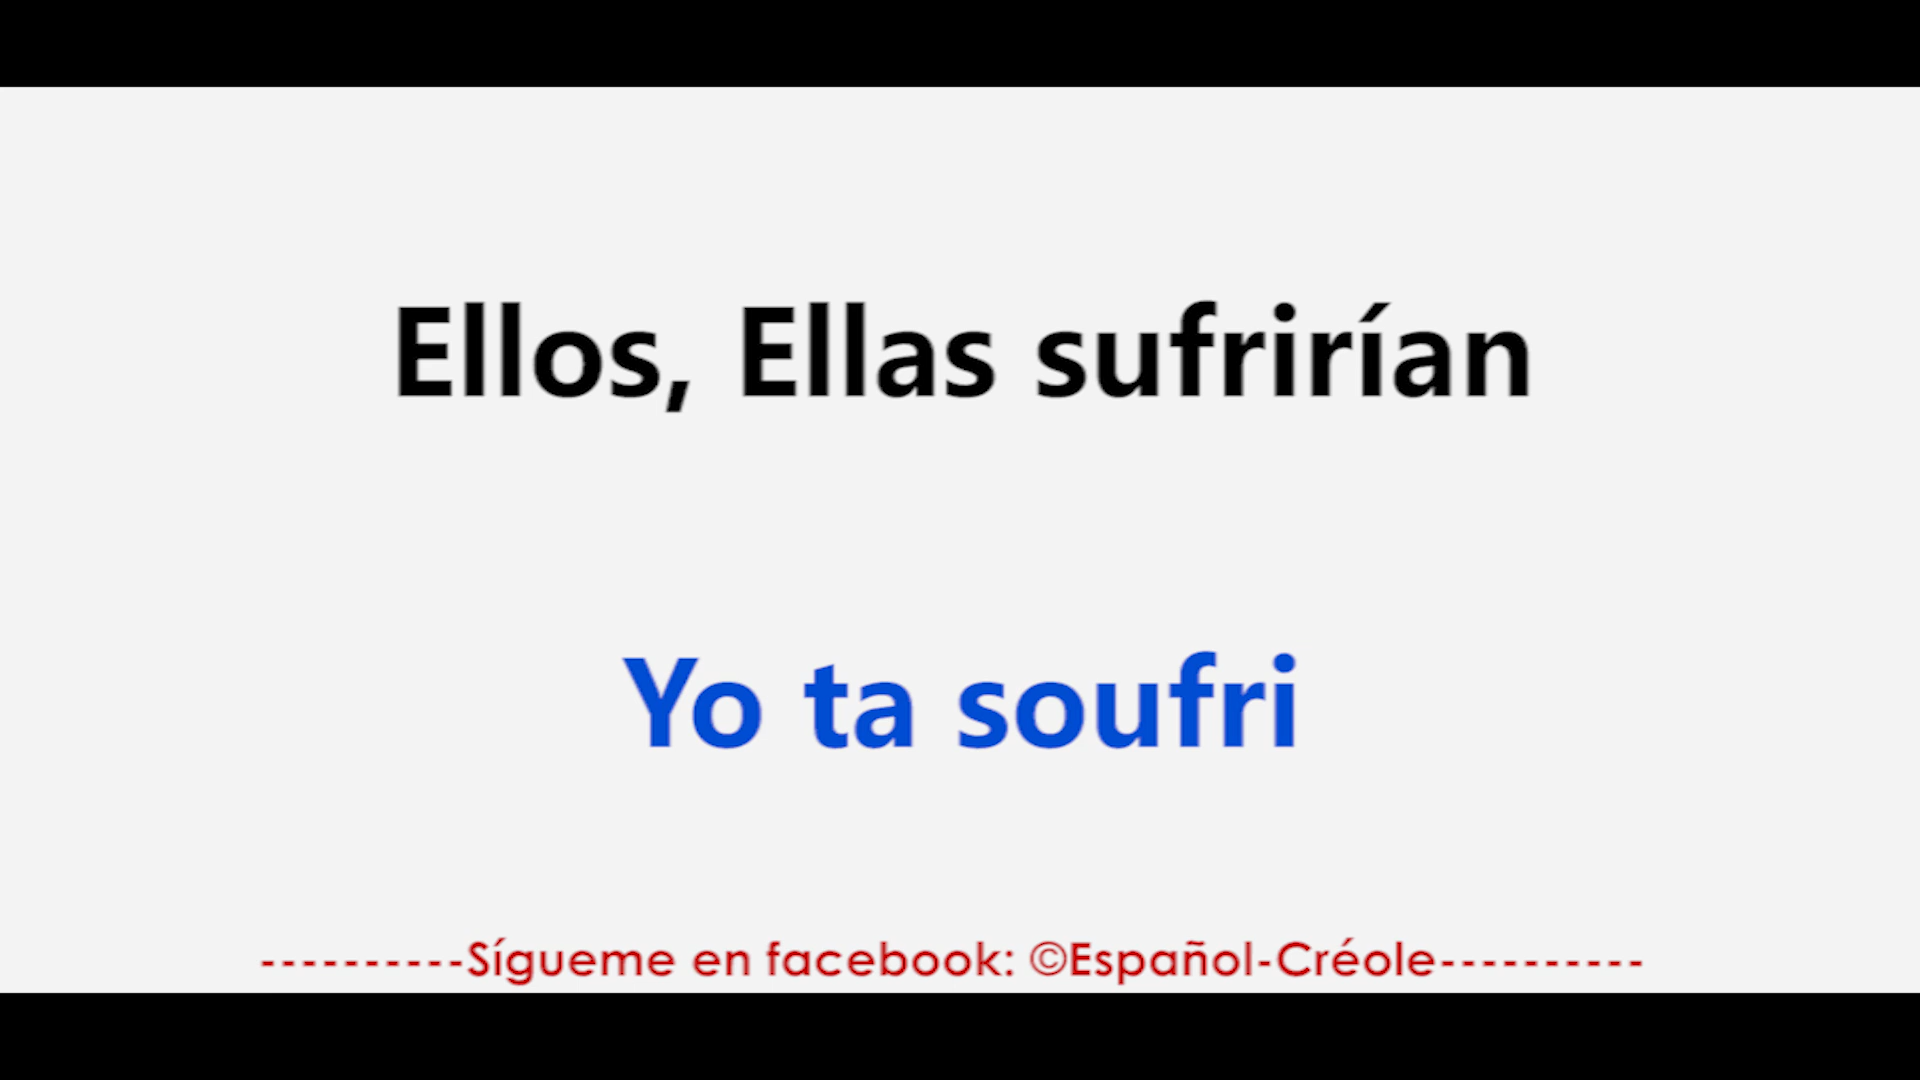 Ellos, Ellas sufrirían
Yo ta soufri
----------Sígueme en facebook: ©Español-Créole----------